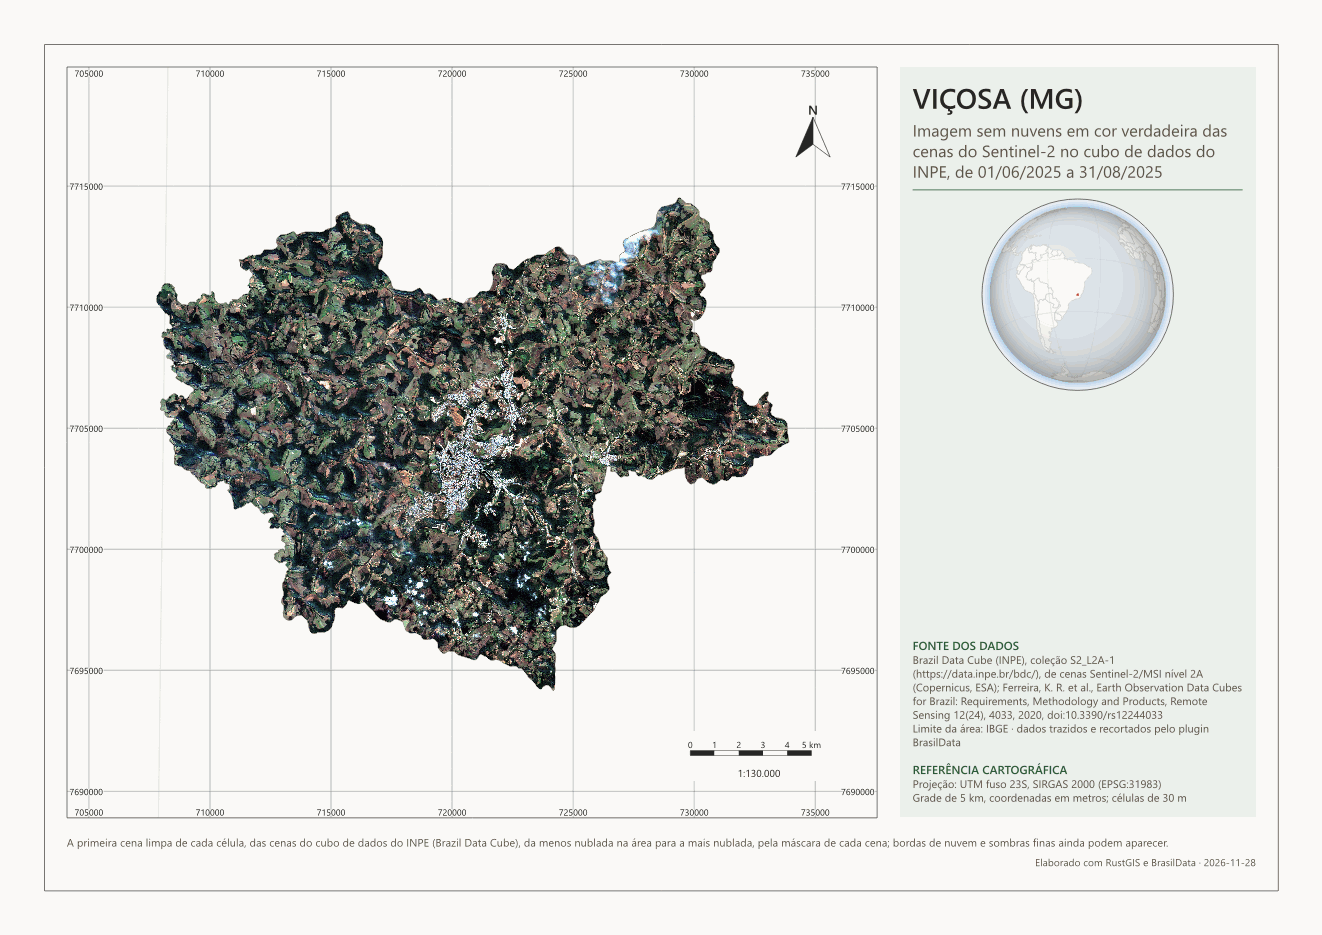 705000 710000 715000 720000 725000 730000 735000
N
7715000 7715000
7710000 7710000
7705000 7705000
7700000 7700000
7695000 7695000
0 1 2 3 4 5 km
1:130.000
7690000 7690000
705000 710000 715000 720000 725000 730000 735000
VIÇOSA (MG)
Imagem sem nuvens em cor verdadeira das
cenas do Sentinel-2 no cubo de dados do
INPE, de 01/06/2025 a 31/08/2025
FONTE DOS DADOS
Brazil Data Cube (INPE), coleção S2_L2A-1
(https://data.inpe.br/bdc/), de cenas Sentinel-2/MSI nível 2A
(Copernicus, ESA); Ferreira, K. R. et al., Earth Observation Data Cubes
for Brazil: Requirements, Methodology and Products, Remote
Sensing 12(24), 4033, 2020, doi:10.3390/rs12244033
Limite da área: IBGE · dados trazidos e recortados pelo plugin
BrasilData
REFERÊNCIA CARTOGRÁFICA
Projeção: UTM fuso 23S, SIRGAS 2000 (EPSG:31983)
Grade de 5 km, coordenadas em metros; células de 30 m
A primeira cena limpa de cada célula, das cenas do cubo de dados do INPE (Brazil Data Cube), da menos nublada na área para a mais nublada, pela máscara de cada cena; bordas de nuvem e sombras finas ainda podem aparecer.
Elaborado com RustGIS e BrasilData · 2026-11-28